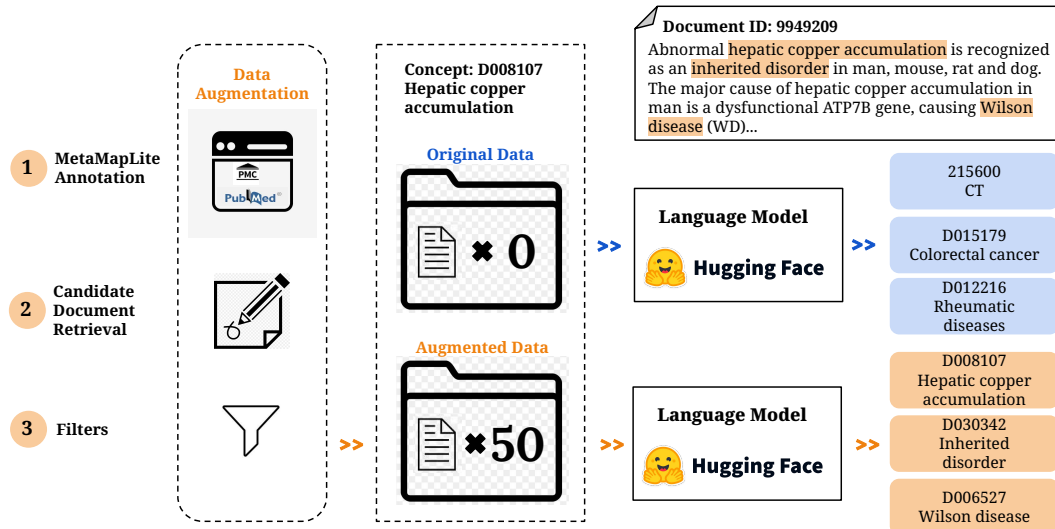 Document ID: 9949209
Abnormal hepatic copper accumulation is recognized
as an inherited disorder in man, mouse, rat and dog.
The major cause of hepatic copper accumulation in
man is a dysfunctional ATP7B gene, causing Wilson
disease (WD)...
1
MetaMapLite
Annotation
2
Candidate
Document
Retrieval
3
Filters
Data
Augmentation
PMC
PubMed
>>
Concept: D008107
Hepatic copper
accumulation
Original Data
✖ 0
Augmented Data
✖50
>>
Language Model
Hugging Face
>>
>>
Language Model
Hugging Face
>>
215600
CT
D015179
Colorectal cancer
D012216
Rheumatic
diseases
D008107
Hepatic copper
accumulation
D030342
Inherited
disorder
D006527
Wilson disease